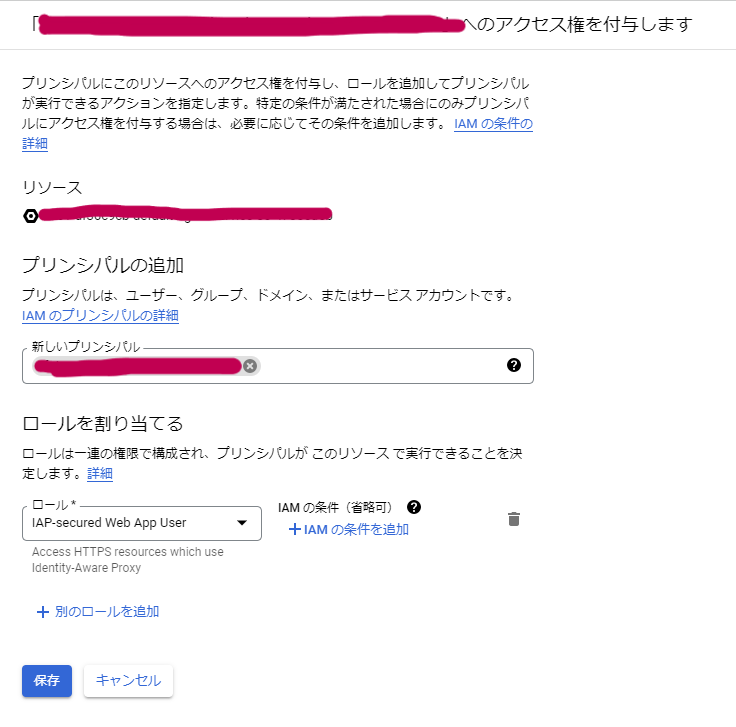 「 へのアクセス権を付与します
プリンシパルにこのリソースへのアクセス権を付与し、ロールを追加してプリンシパル
が実行できるアクションを指定します。特定の条件が満たされた場合にのみプリンシパ
ルにアクセス権を付与する場合は、必要に応じてその条件を追加します。 IAM の条件の
詳細
リソース
プリンシパルの追加
プリンシパルは、ユーザー、グループ、ドメイン、またはサービス アカウントです。
IAM のプリンシパルの詳細
新しいプリンシパル
ロールを割り当てる
ロールは一連の権限で構成され、プリンシパルが このリソース で実行できることを決
定します。詳細
ロール *
IAM の条件（省略可）
IAP-secured Web App User
+ IAM の条件を追加
Access HTTPS resources which use
Identity-Aware Proxy
+ 別のロールを追加
保存 キャンセル